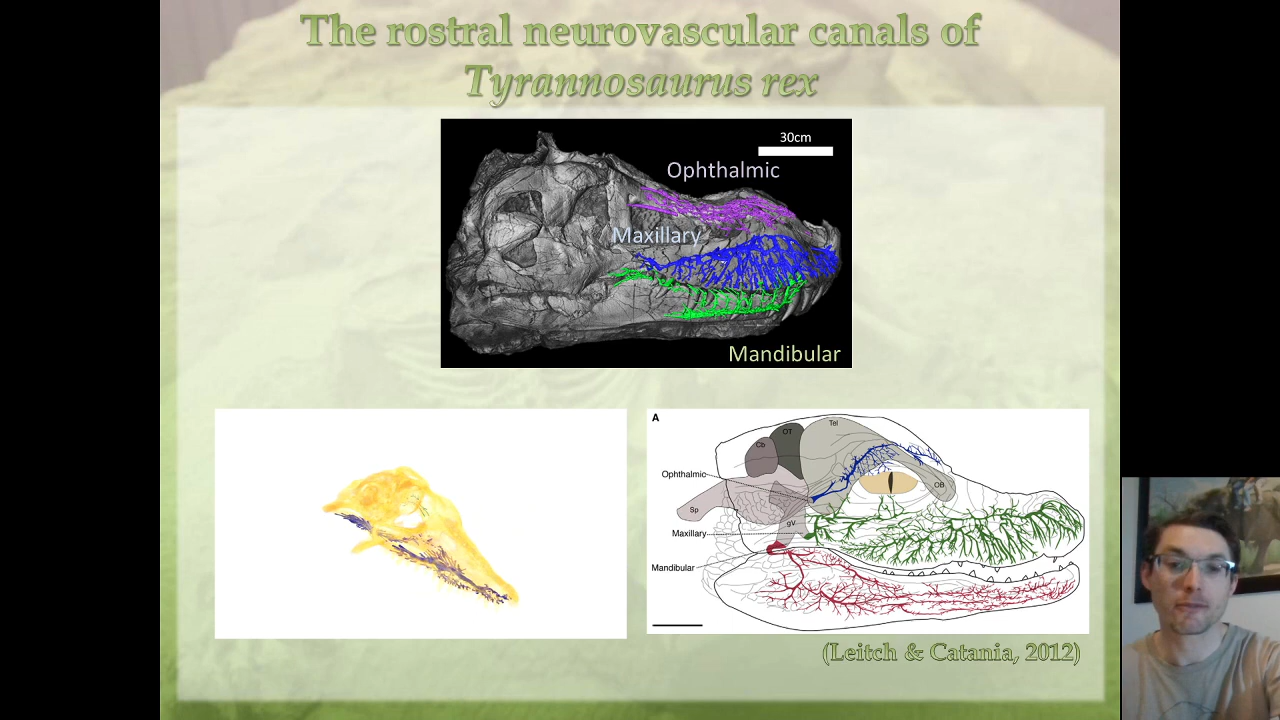 The rostral neurovascular canals of
Tyrannosaurus rex
30cm
Ophthalmic
Maxillary
Mandibular
A
Cb
OT
Tel
Ophthalmic
OB
Sp
gV
Maxillary
Mandibular
(Leitch & Catania, 2012)